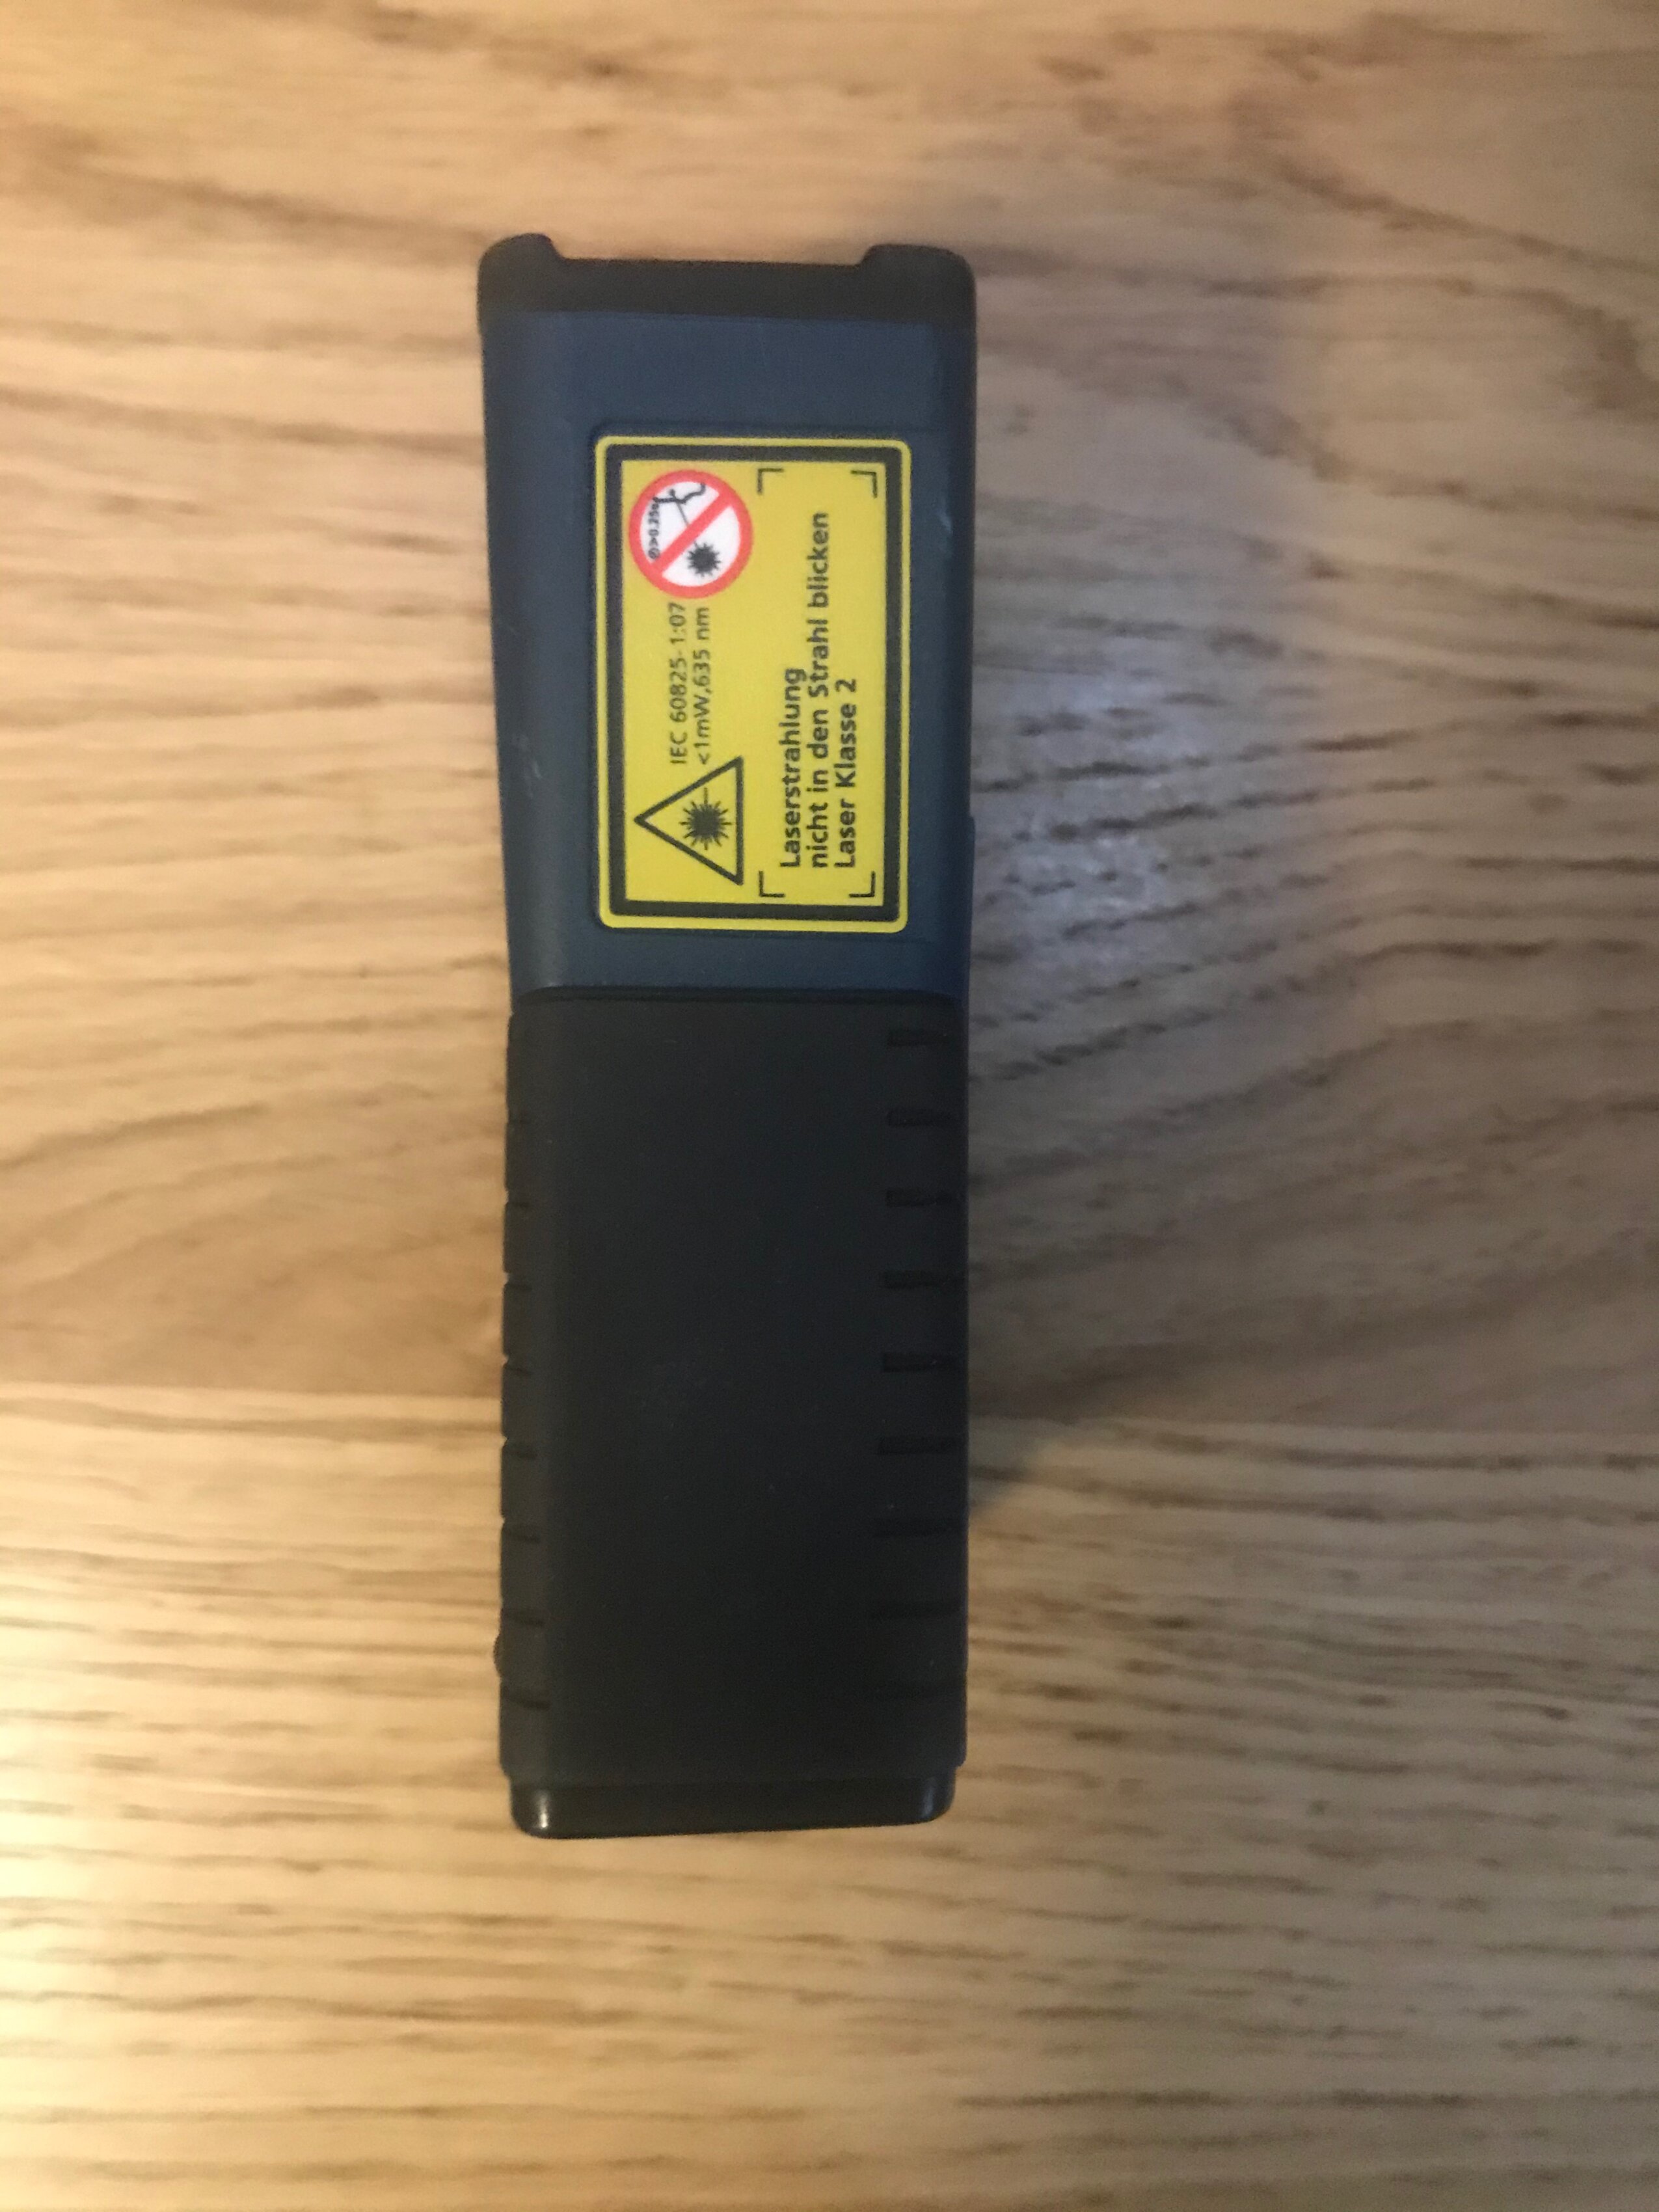 IEC 60825-1:07
<1mW,635 nm
Laserstrahlung
nicht in den Strahl blicken
Laser Klasse 2